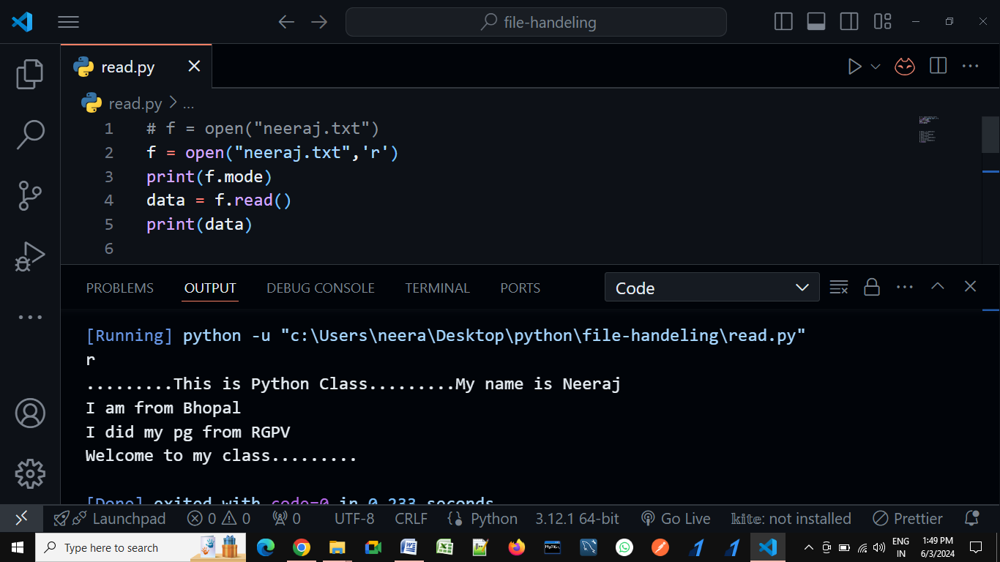 file-handeling
read.py
read.py > ...
1 # f = open("neeraj.txt")
2 f = open("neeraj.txt",'r')
3 print(f.mode)
4 data = f.read()
5 print(data)
6
PROBLEMS OUTPUT DEBUG CONSOLE TERMINAL PORTS Code
[Running] python -u "c:\Users\neera\Desktop\python\file-handeling\read.py"
r
.........This is Python Class.........My name is Neeraj
I am from Bhopal
I did my pg from RGPV
Welcome to my class.........
[Done] exited with code=0 in 0.233 seconds
Launchpad 0 0 0 UTF-8 CRLF {} Python 3.12.1 64-bit Go Live kite: not installed Prettier
Type here to search ENG 1:49 PM
IN 6/3/2024